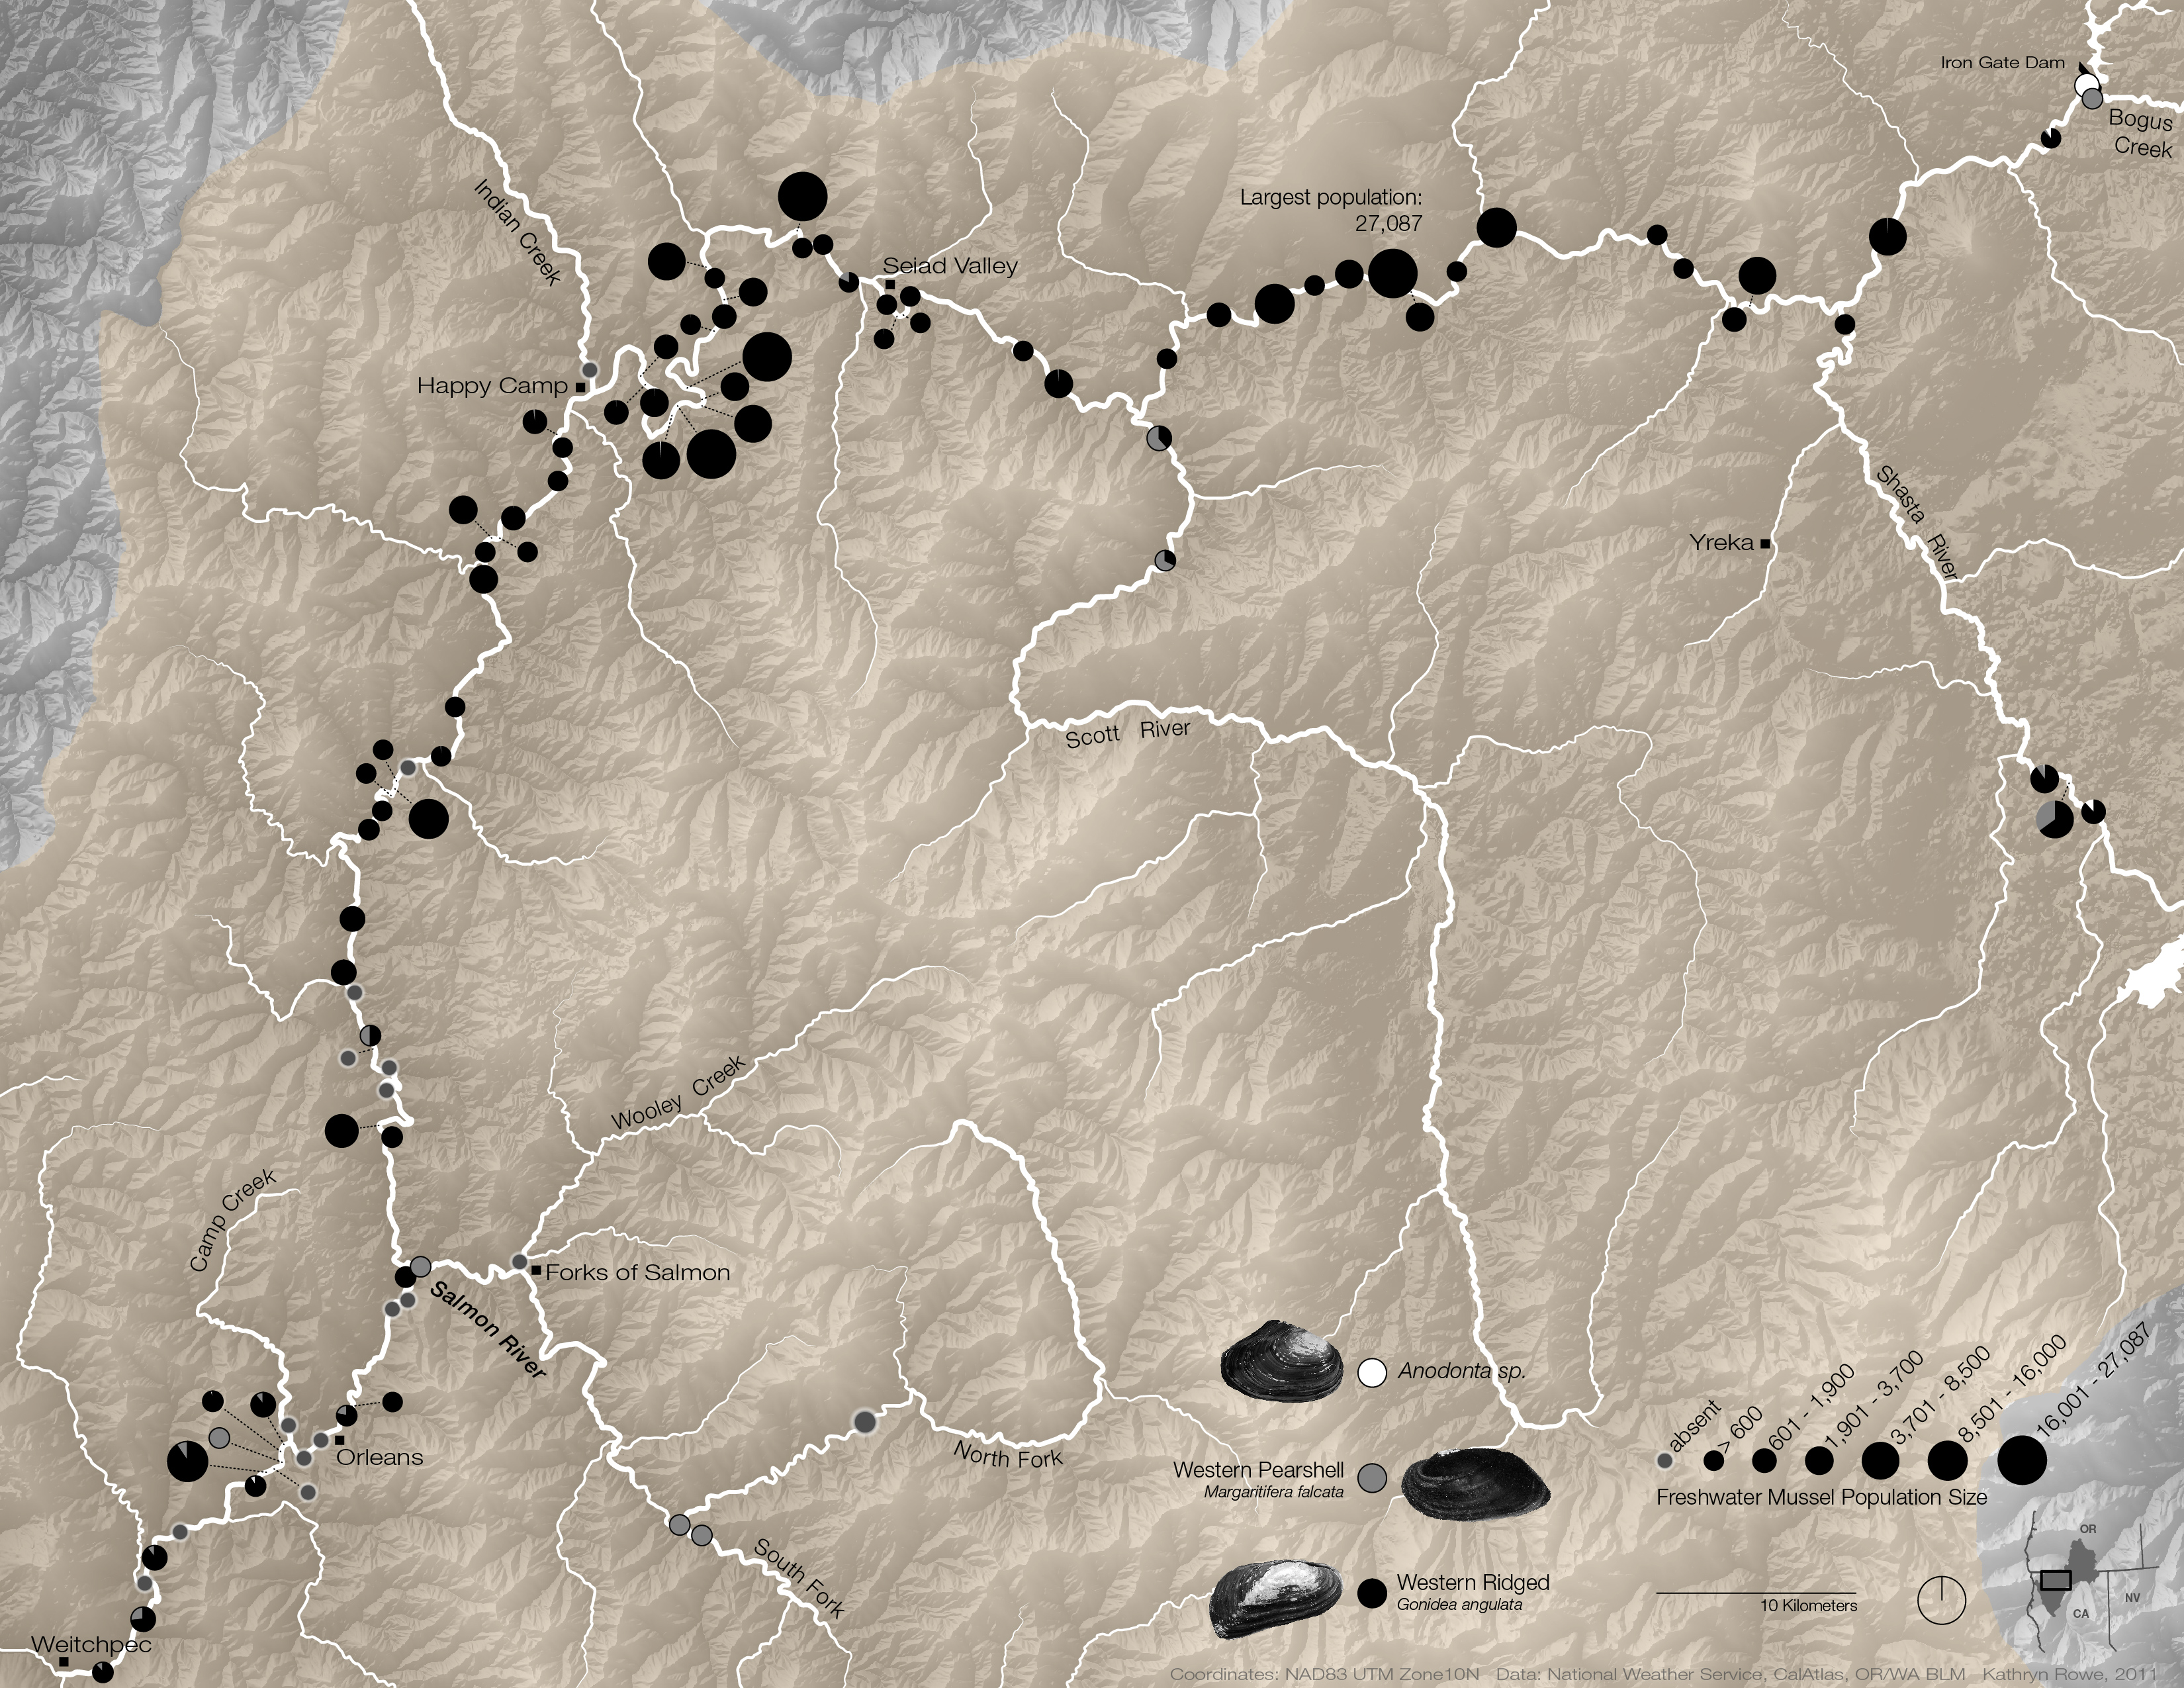 Iron Gate Dam
Bogus
Creek
Indian Creek
Largest population:
27,087
Seiad Valley
Happy Camp
Shasta River
Yreka
Scott River
Wooley Creek
Camp Creek
Forks of Salmon
Salmon River
Orleans
North Fork
South Fork
Weitchpec
Anodonta sp.
Western Pearshell
Margaritifera falcata
Western Ridged
Gonidea angulata
absent
> 600
601 - 1,900
1,901 - 3,700
3,701 - 8,500
8,501 - 16,000
16,001 - 27,087
Freshwater Mussel Population Size
10 Kilometers
OR
CA
NV
Coordinates: NAD83 UTM Zone10N Data: National Weather Service, CalAtlas, OR/WA BLM Kathryn Rowe, 2011